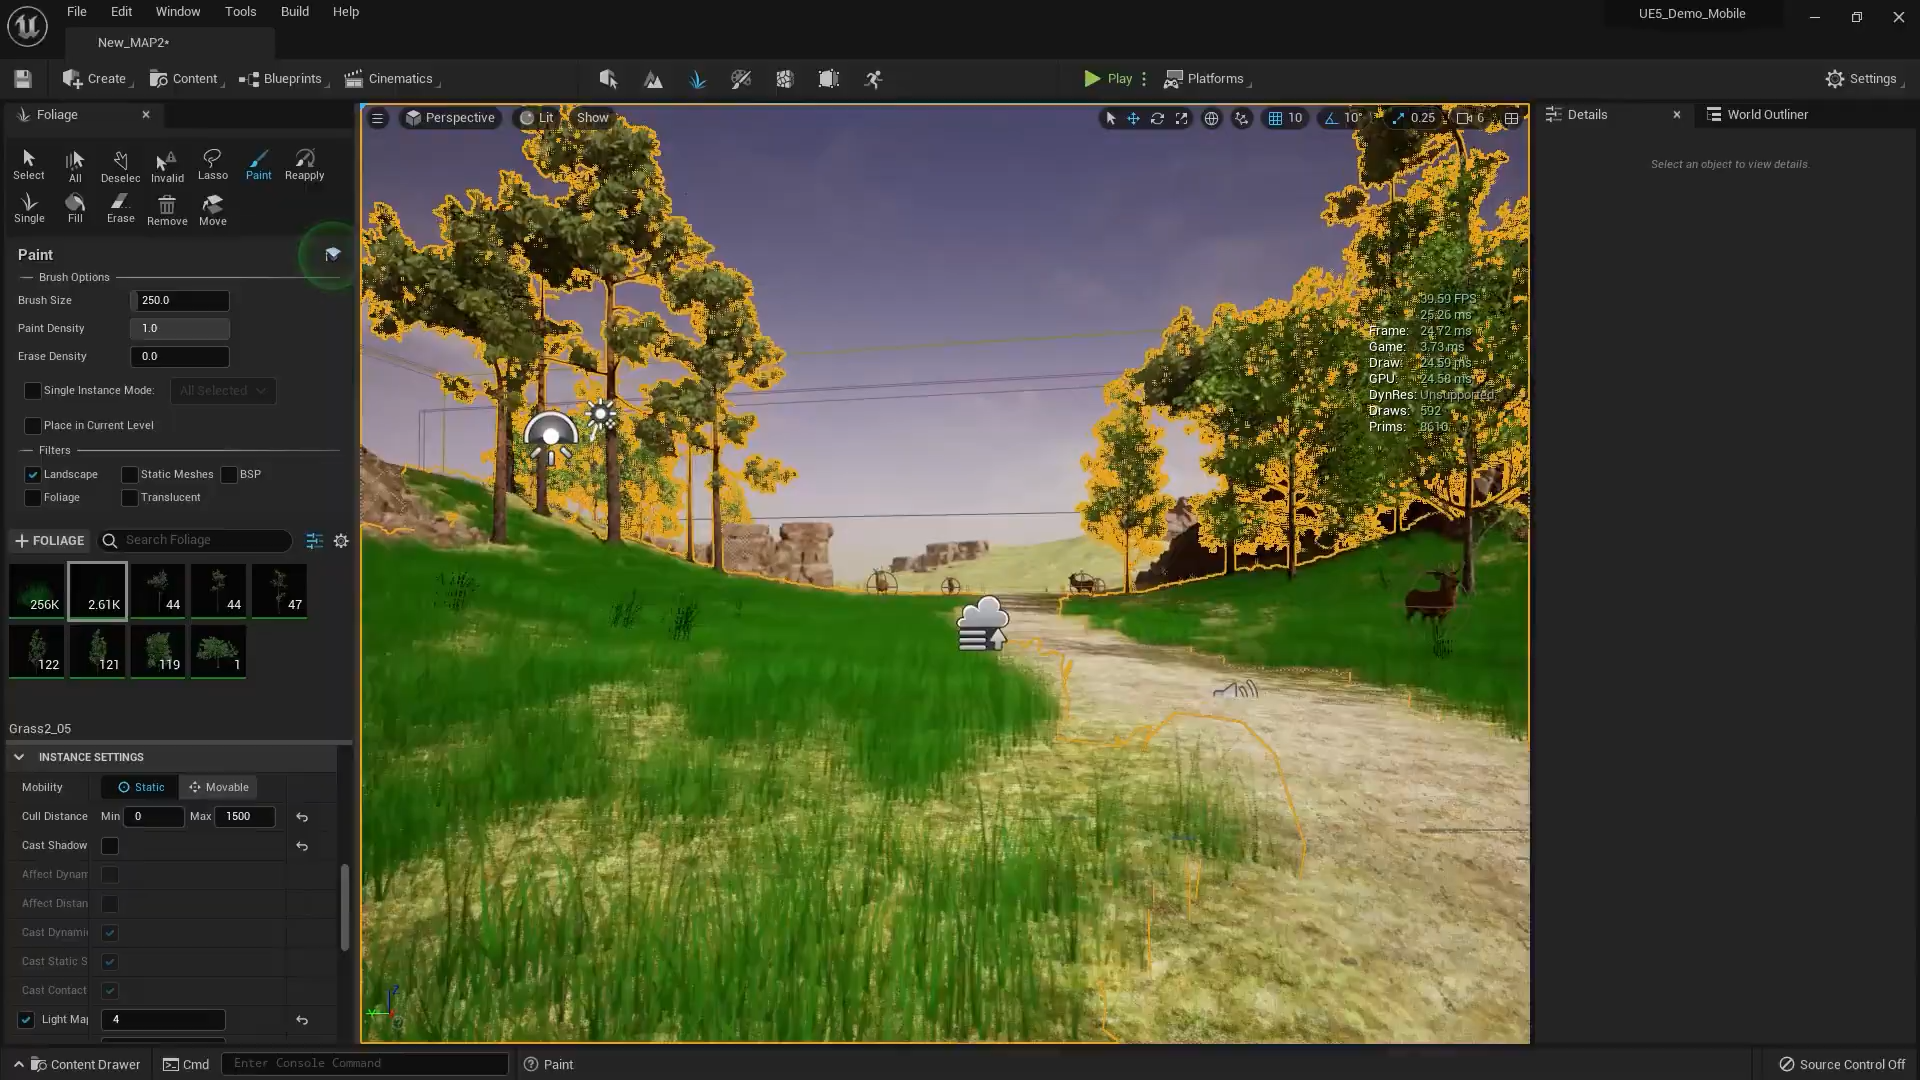 File Edit Window Tools Build Help
UE5_Demo_Mobile
New_MAP2*
Create Content Blueprints Cinematics Play Platforms Settings
Foliage
Perspective Lit Show 10 10° 0.25 6
Details World Outliner
Select an object to view details.
Select All Deselec Invalid Lasso Paint Reapply
Single Fill Erase Remove Move
Paint
Brush Options
Brush Size 250.0
Paint Density 1.0
Erase Density 0.0
Single Instance Mode: All Selected
Place in Current Level
Filters
Landscape Static Meshes BSP
Foliage Translucent
39.59 FPS
25.26 ms
Frame: 24.72 ms
Game: 3.73 ms
Draw: 24.59 ms
GPU: 24.58 ms
DynRes: Unsupported
Draws: 592
Prims: 8610
+ FOLIAGE Search Foliage
256K 2.61K 44 44 47
122 121 119 1
Grass2_05
INSTANCE SETTINGS
Mobility Static Movable
Cull Distance Min 0 Max 1500
Cast Shadow
Affect Dynam
Affect Distan
Cast Dynamic
Cast Static S
Cast Contact
Light Map 4
Z
Y
Content Drawer Cmd Enter Console Command Paint Source Control Off